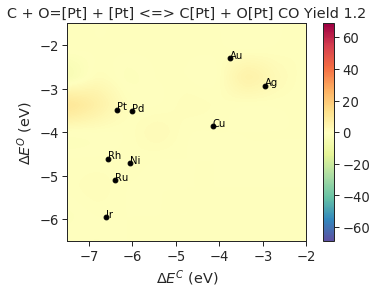 C + O=[Pt] + [Pt] <=> C[Pt] + O[Pt] CO Yield 1.2
−2
−3
−4
−5
−6
ΔE^O (eV)
Au
Ag
Pt
Pd
Cu
Rh
Ni
Ru
Ir
−7
−6
−5
−4
−3
−2
ΔE^C (eV)
60
40
20
0
−20
−40
−60